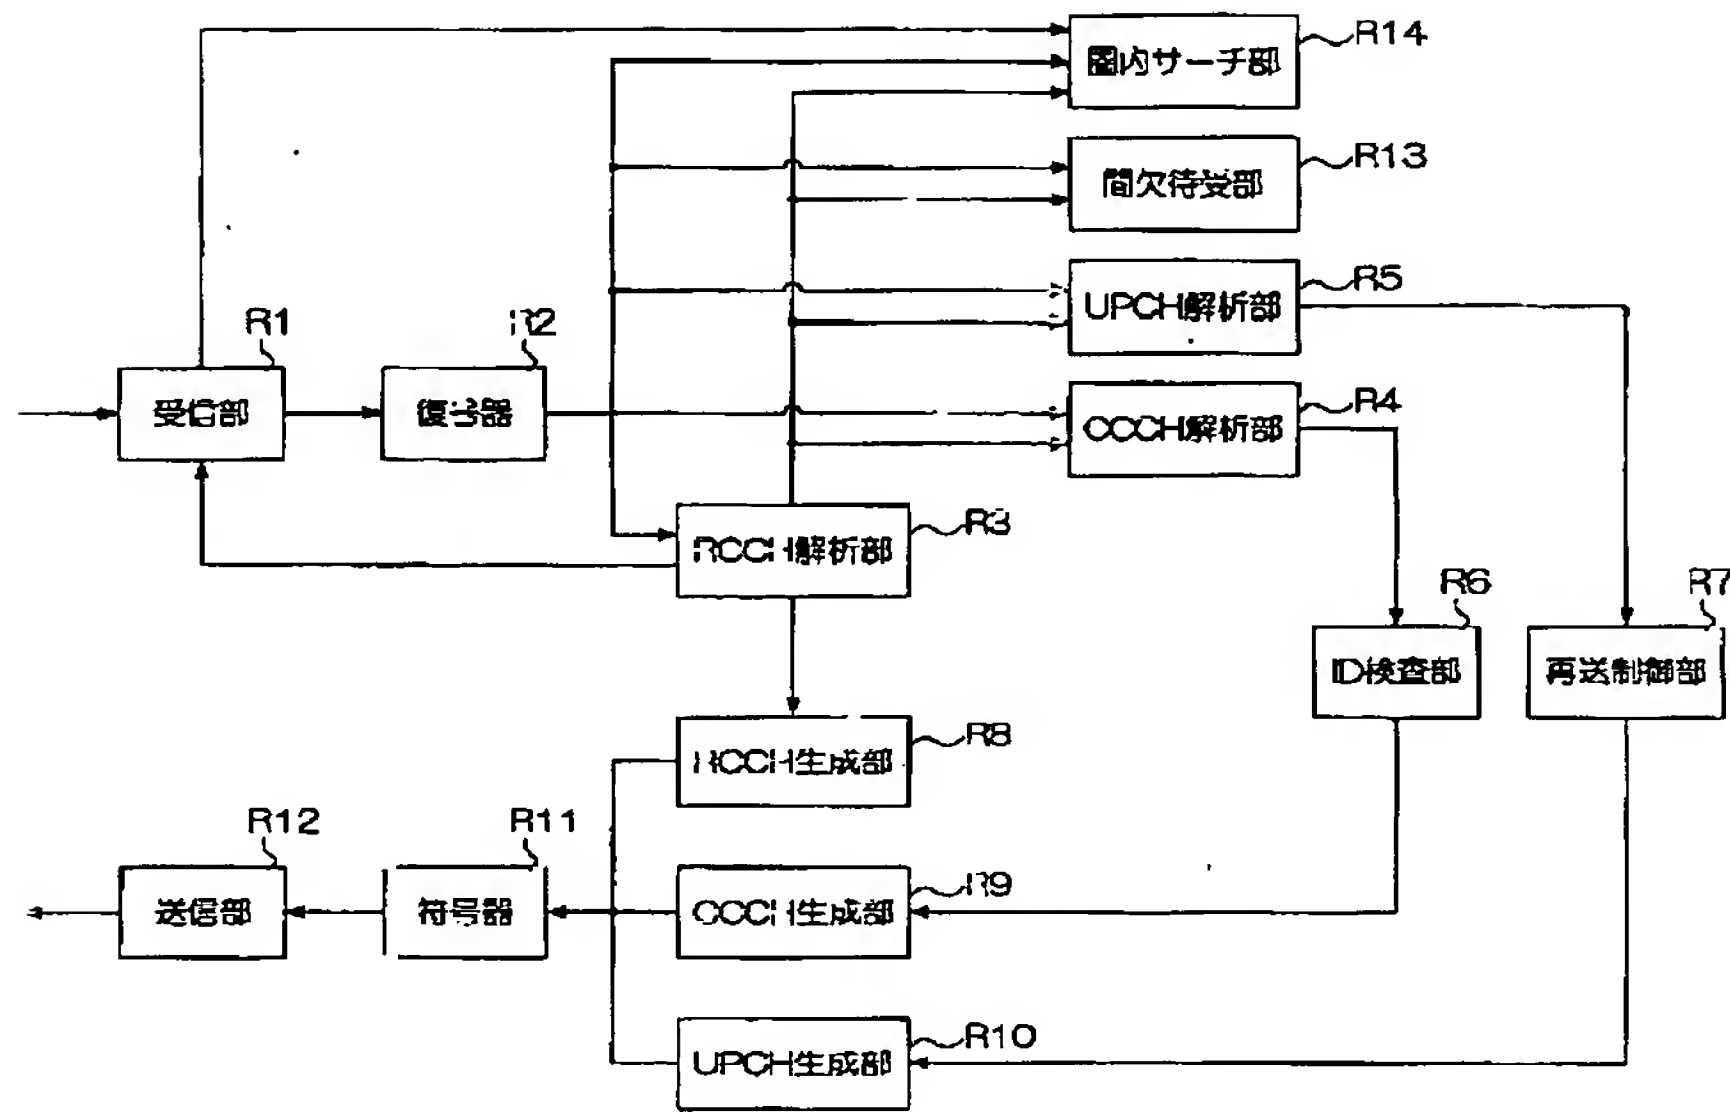 圏内サーチ部
R14
間欠待受部
R13
UPCH解析部
R5
受信部
R1
復号器
R2
CCCH解析部
R4
RCCH解析部
R3
ID検査部
R6
再送制御部
R7
RCCH生成部
R8
送信部
R12
符号器
R11
CCCH生成部
R9
UPCH生成部
R10